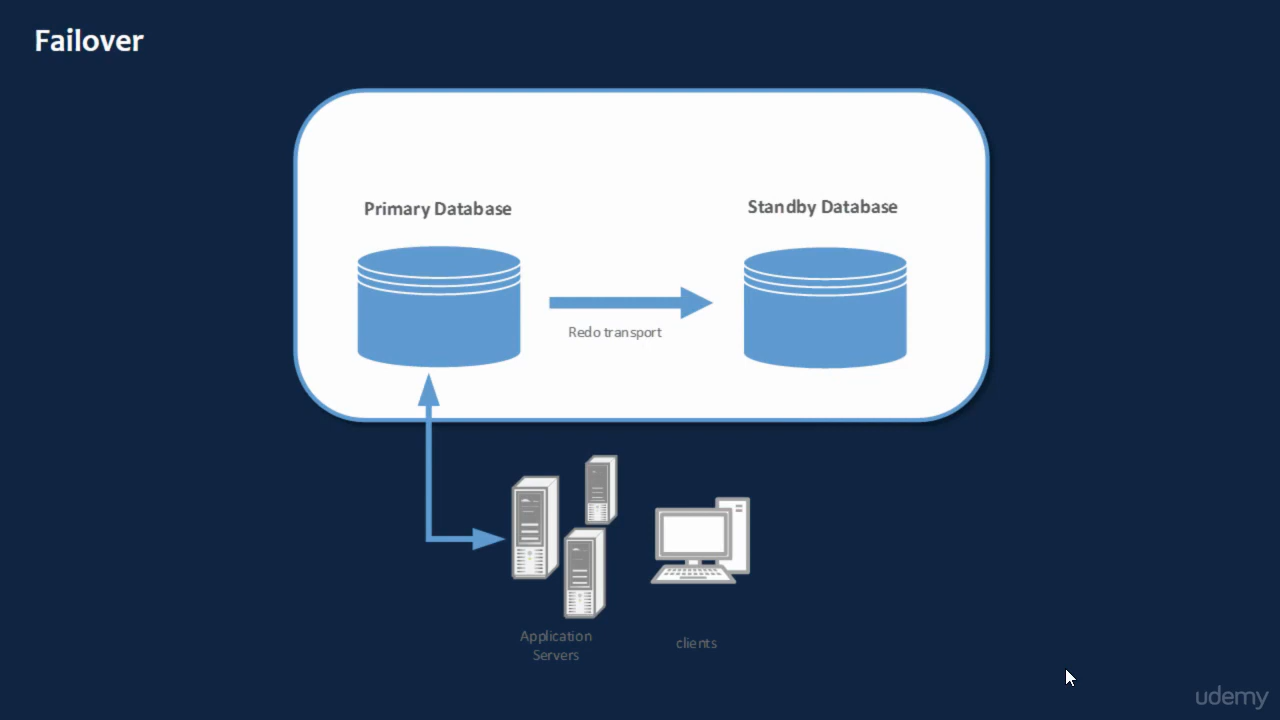 Failover
Primary Database
Standby Database
Redo transport
Application
Servers
clients
udemy